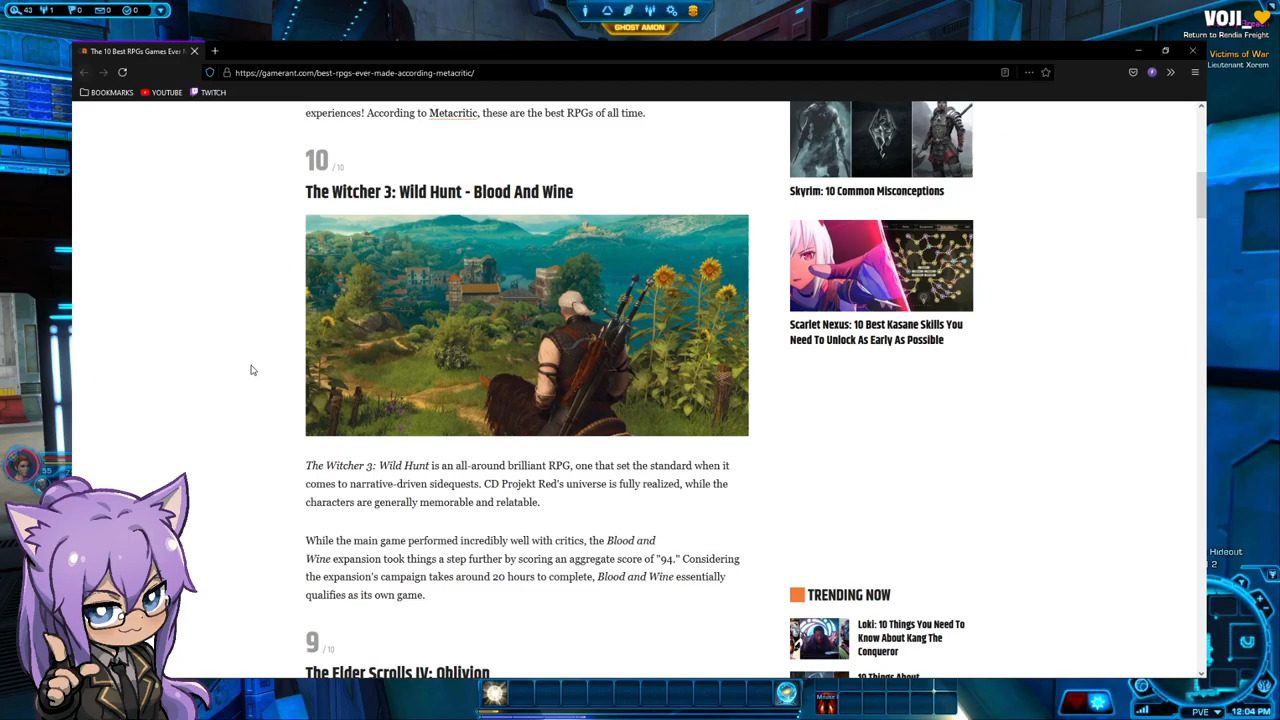 43 1 0 0 0
GHOST AMON
VOJI_
Return to Rendia Freight
Victims of War
Lieutenant Xorem
The 10 Best RPGs Games Ever M
https://gamerant.com/best-rpgs-ever-made-according-metacritic/
BOOKMARKS YOUTUBE TWITCH
experiences! According to Metacritic, these are the best RPGs of all time.
10 / 10
The Witcher 3: Wild Hunt - Blood And Wine
The Witcher 3: Wild Hunt is an all-around brilliant RPG, one that set the standard when it
comes to narrative-driven sidequests. CD Projekt Red's universe is fully realized, while the
characters are generally memorable and relatable.
While the main game performed incredibly well with critics, the Blood and
Wine expansion took things a step further by scoring an aggregate score of "94." Considering
the expansion's campaign takes around 20 hours to complete, Blood and Wine essentially
qualifies as its own game.
9 / 10
The Elder Scrolls IV: Oblivion
Skyrim: 10 Common Misconceptions
Scarlet Nexus: 10 Best Kasane Skills You
Need To Unlock As Early As Possible
TRENDING NOW
Loki: 10 Things You Need To
Know About Kang The
Conqueror
10 Things About
55
Hideout
PVE
12:04 PM